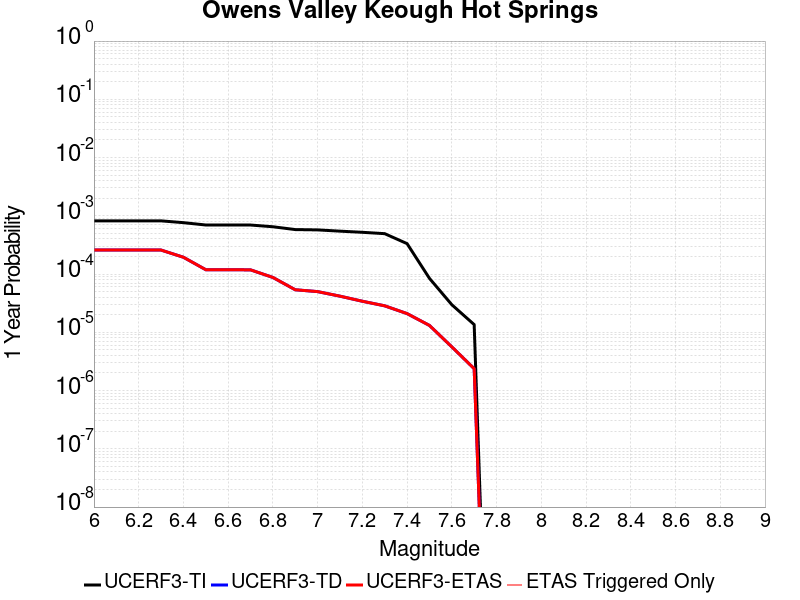 Owens Valley Keough Hot Springs
1 Year Probability
10^0
10^-1
10^-2
10^-3
10^-4
10^-5
10^-6
10^-7
10^-8
6 6.2 6.4 6.6 6.8 7 7.2 7.4 7.6 7.8 8 8.2 8.4 8.6 8.8 9
Magnitude
UCERF3-TI UCERF3-TD UCERF3-ETAS ETAS Triggered Only